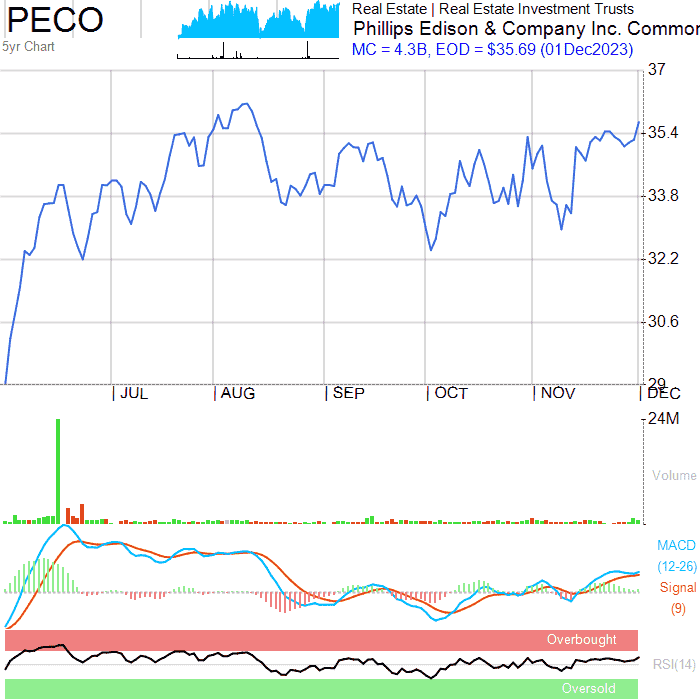 PECO
5yr Chart
Real Estate | Real Estate Investment Trusts
Phillips Edison & Company Inc. Common
MC = 4.3B, EOD = $35.69 (01Dec2023)
37
35.4
33.8
32.2
30.6
29
JUL AUG SEP OCT NOV DEC
24M
Volume
MACD
(12-26)
Signal
(9)
Overbought
RSI(14)
Oversold